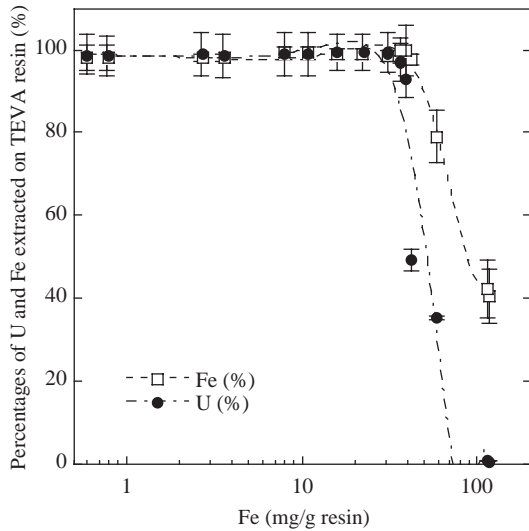 Percentages of U and Fe extracted on TEVA resin (%)
120
100
80
60
40
20
0
Fe (%)
U (%)
1
10
100
Fe (mg/g resin)